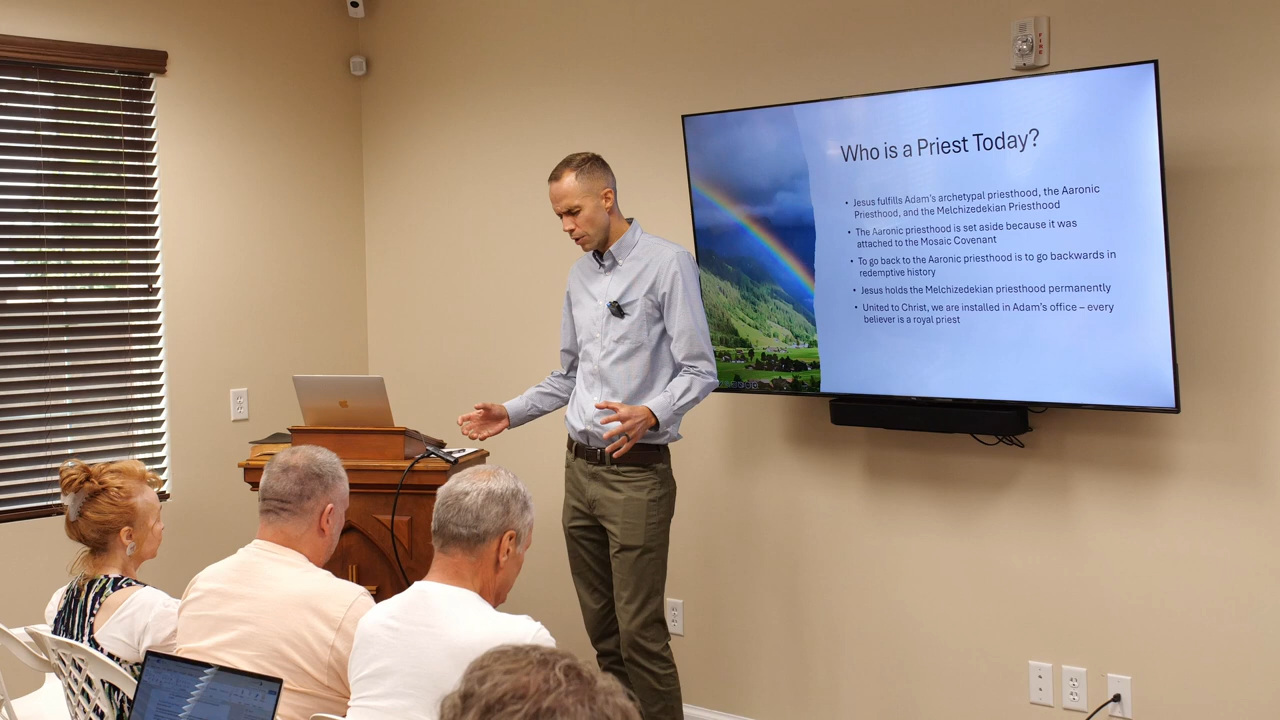 FIRE
Who is a Priest Today?
• Jesus fulfills Adam's archetypal priesthood, the Aaronic
Priesthood, and the Melchizedekian Priesthood
• The Aaronic priesthood is set aside because it was
attached to the Mosaic Covenant
• To go back to the Aaronic priesthood is to go backwards in
redemptive history
• Jesus holds the Melchizedekian priesthood permanently
• United to Christ, we are installed in Adam's office – every
believer is a royal priest